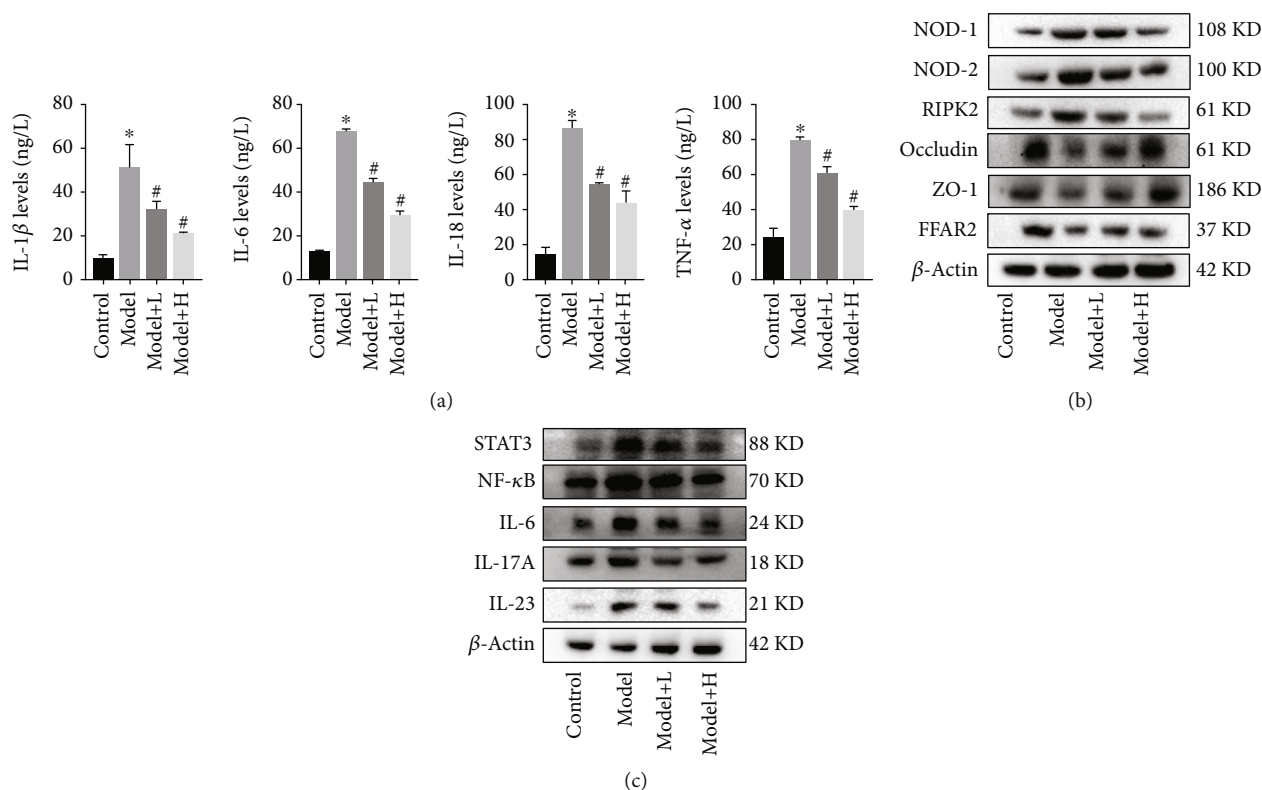 IL-1β levels (ng/L)
80
60
40
20
0
*
#
#
Control
Model
Model+L
Model+H
IL-6 levels (ng/L)
80
60
40
20
0
*
#
#
Control
Model
Model+L
Model+H
IL-18 levels (ng/L)
100
80
60
40
20
0
*
#
#
Control
Model
Model+L
Model+H
TNF-α levels (ng/L)
100
80
60
40
20
0
*
#
#
Control
Model
Model+L
Model+H
(a)
NOD-1 108 KD
NOD-2 100 KD
RIPK2 61 KD
Occludin 61 KD
ZO-1 186 KD
FFAR2 37 KD
β-Actin 42 KD
Control
Model
Model+L
Model+H
(b)
STAT3 88 KD
NF-κB 70 KD
IL-6 24 KD
IL-17A 18 KD
IL-23 21 KD
β-Actin 42 KD
Control
Model
Model+L
Model+H
(c)